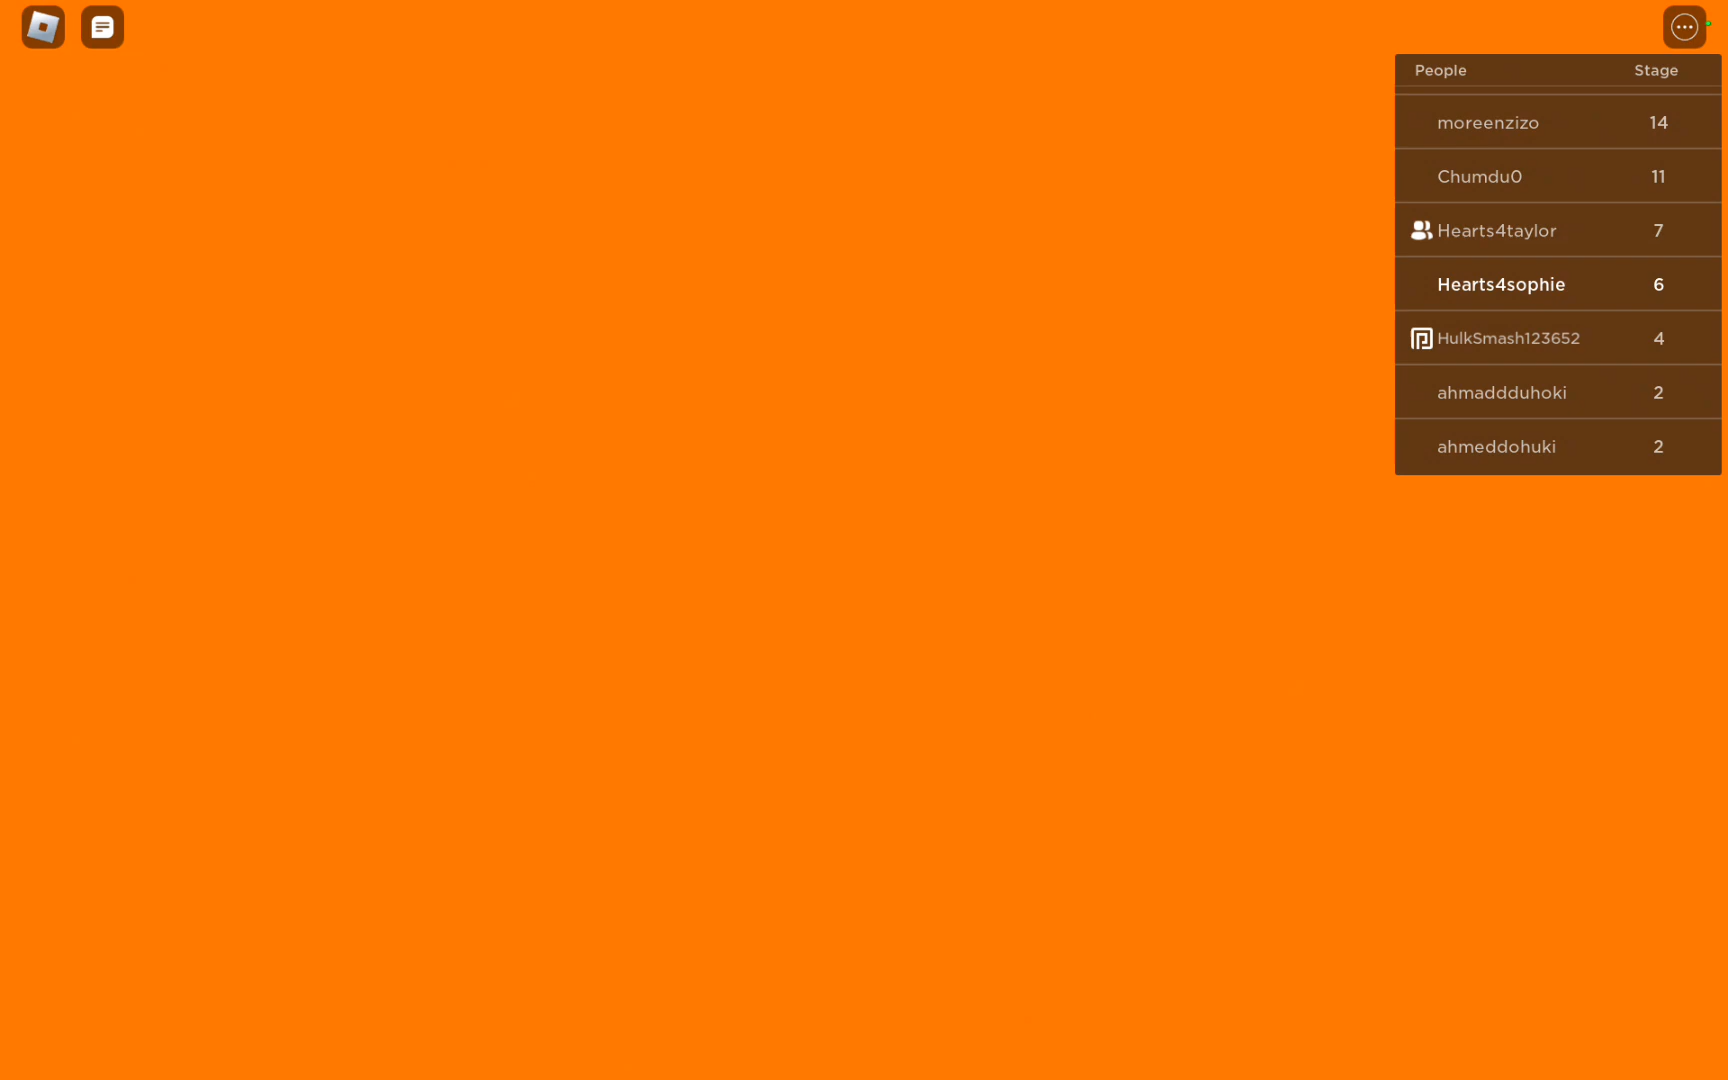 People Stage
moreenzizo 14
Chumdu0 11
Hearts4taylor 7
Hearts4sophie 6
HulkSmash123652 4
ahmaddduhoki 2
ahmeddohuki 2